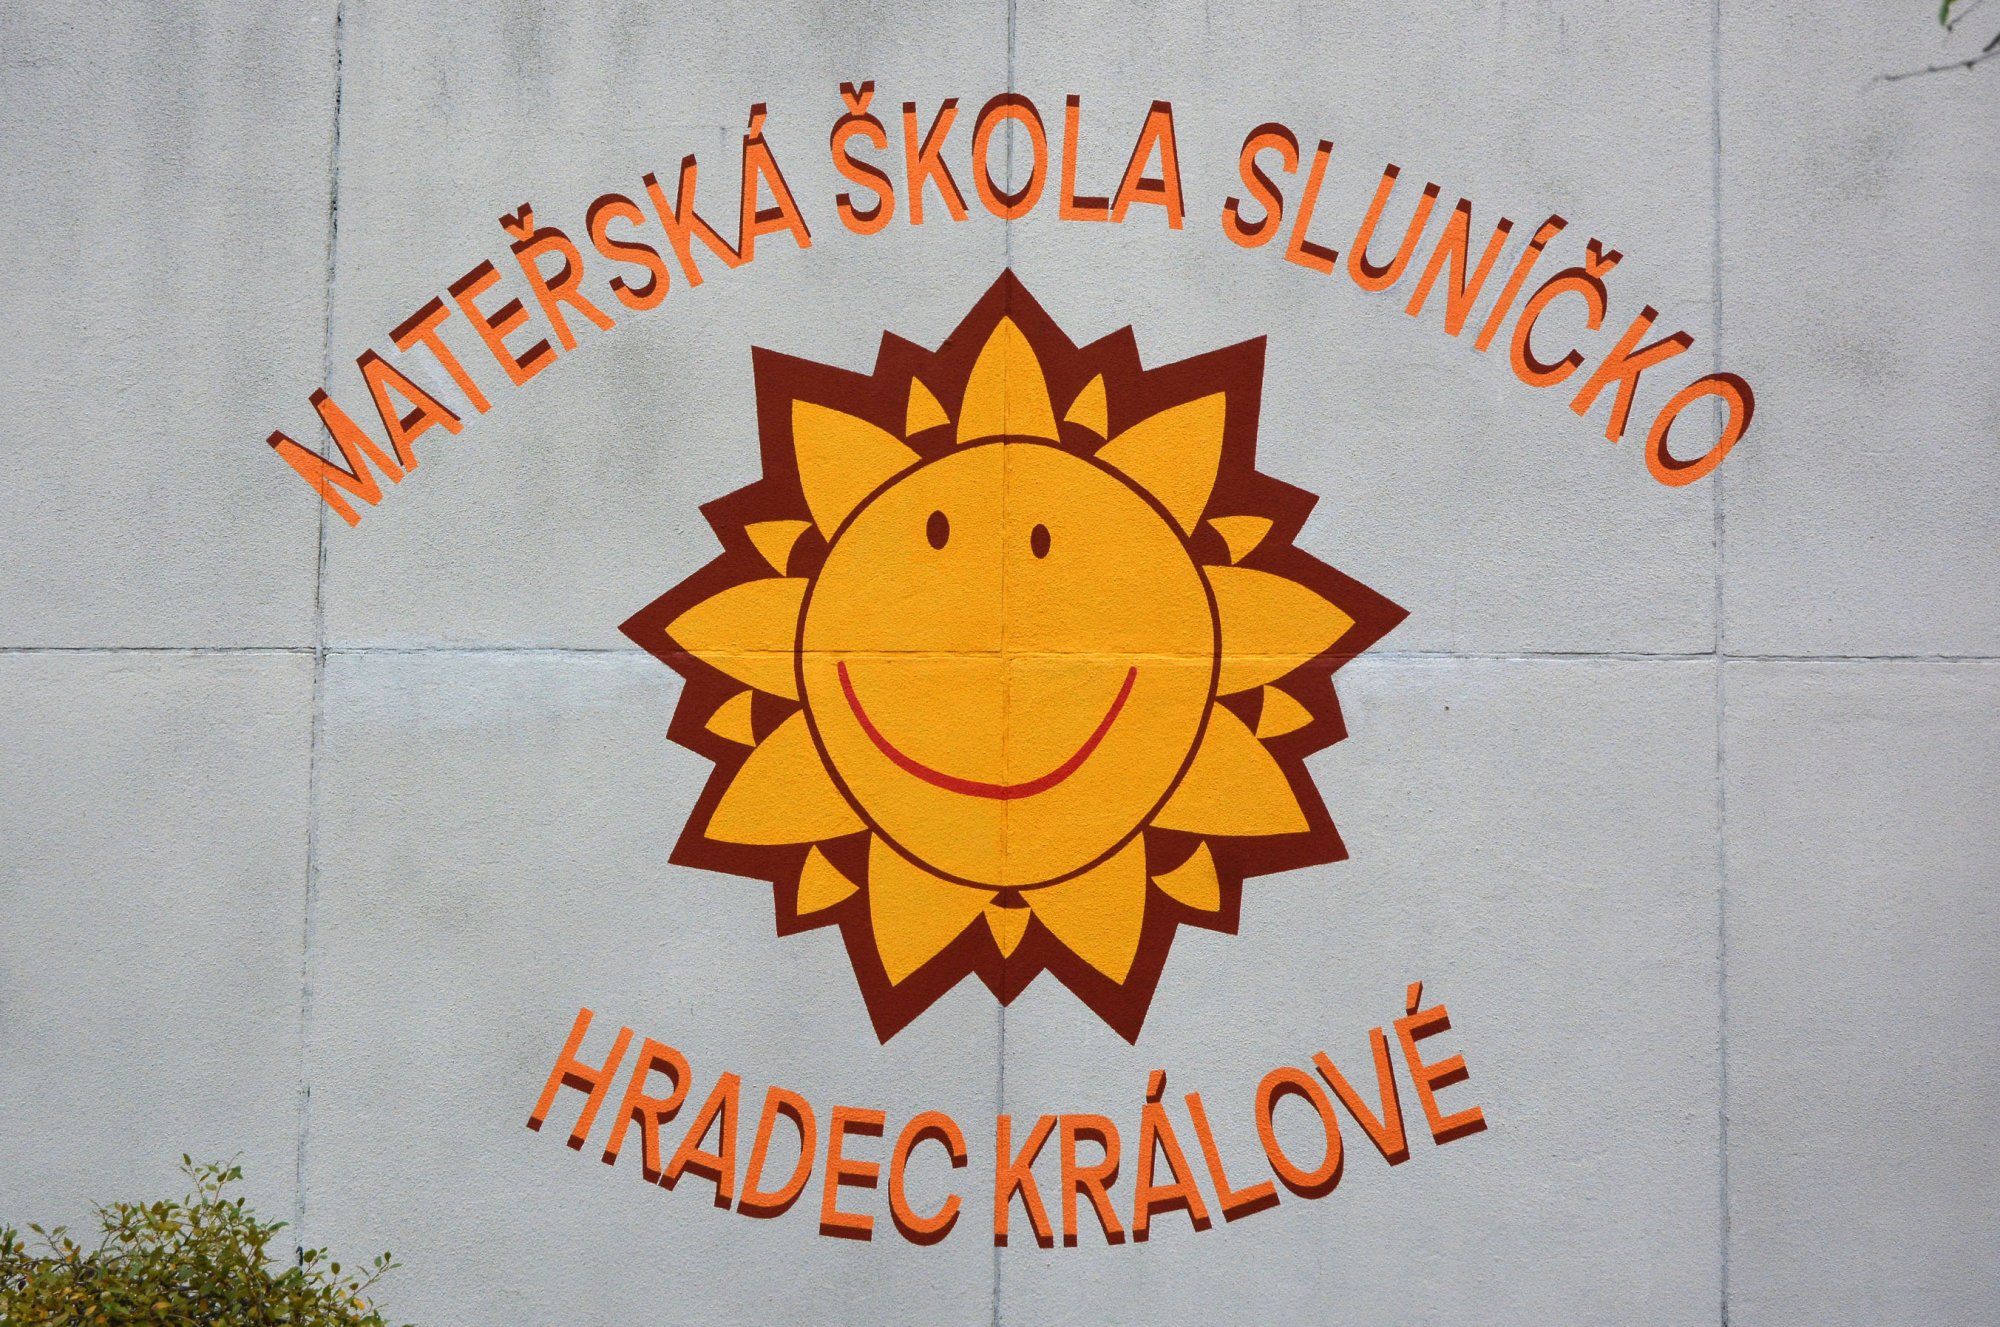 MATEŘSKÁ ŠKOLA SLUNÍČKO
HRADEC KRÁLOVÉ